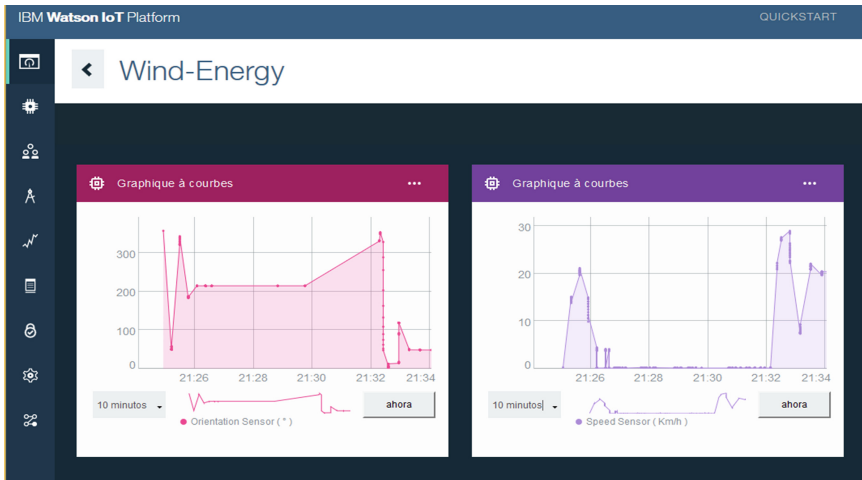 IBM Watson IoT Platform
QUICKSTART
Wind-Energy
Graphique à courbes
300
200
100
0
21:26 21:28 21:30 21:32 21:34
10 minutos
ahora
Orientation Sensor ( ° )
Graphique à courbes
30
20
10
0
21:26 21:28 21:30 21:32 21:34
10 minutos
ahora
Speed Sensor ( Km/h )